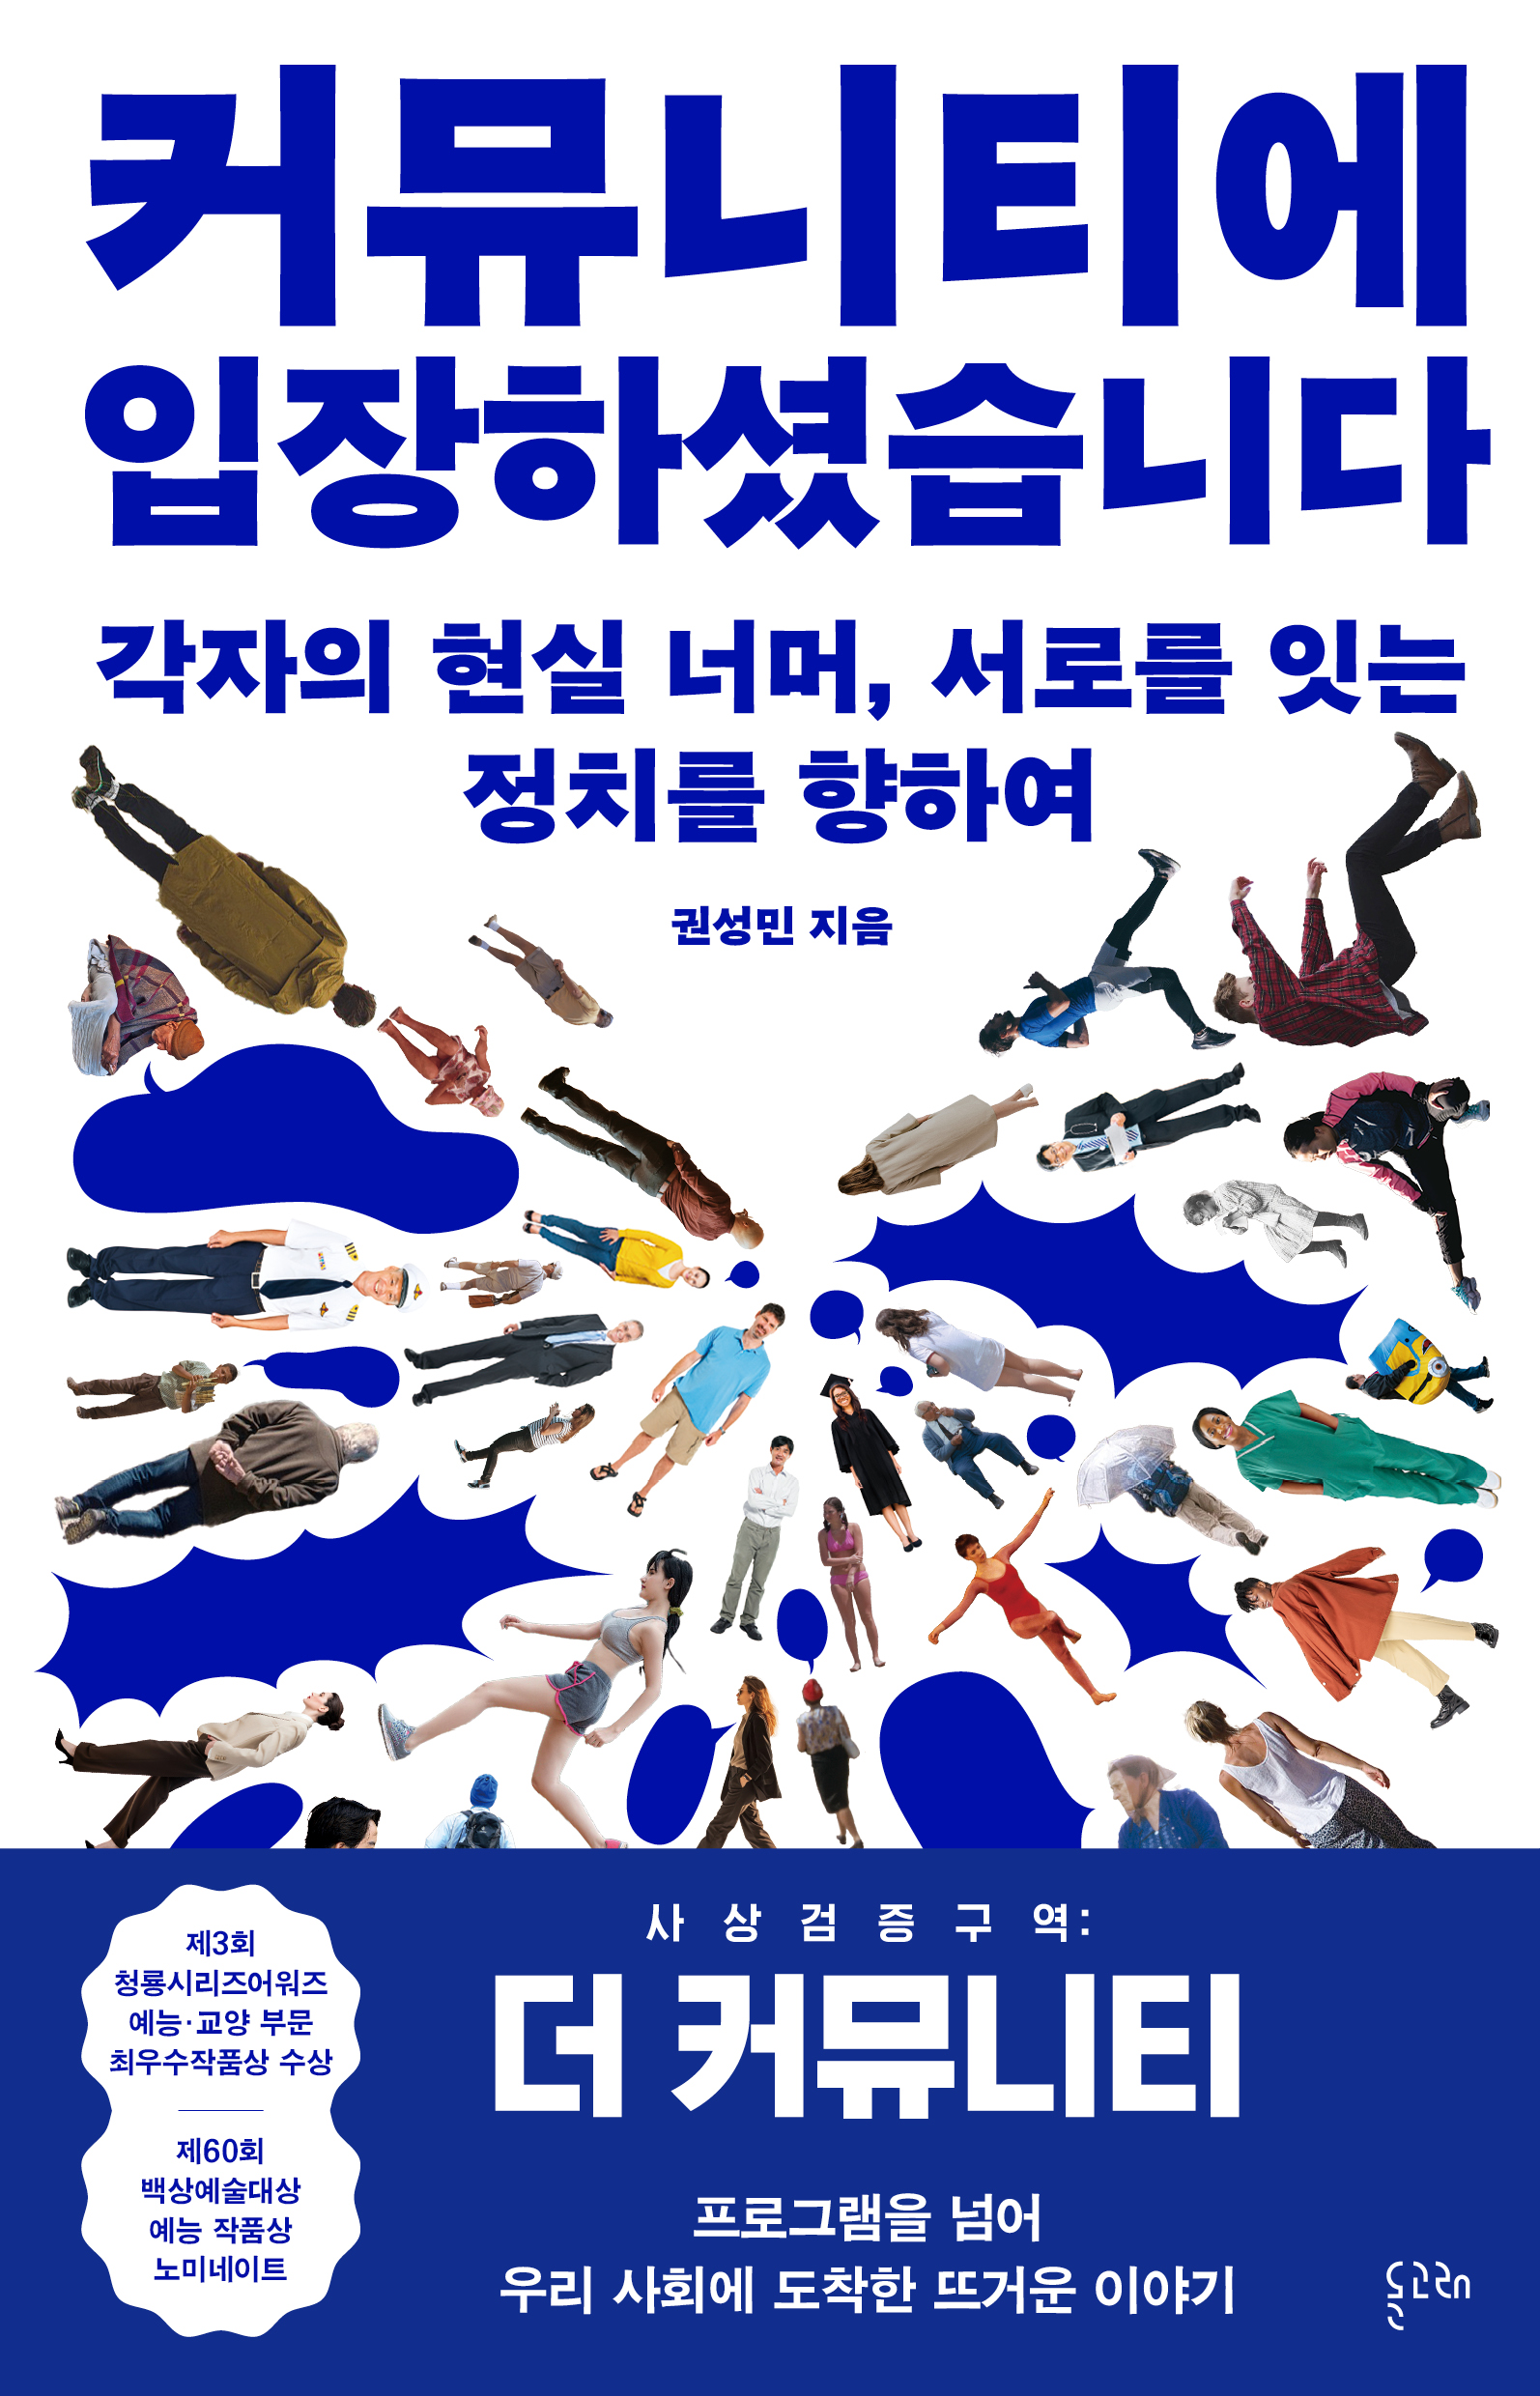 커뮤니티에
입장하셨습니다
각자의 현실 너머, 서로를 잇는
정치를 향하여
권성민 지음
제3회
청룡시리즈어워즈
예능·교양 부문
최우수작품상 수상
제60회
백상예술대상
예능 작품상
노미네이트
사상검증구역:
더 커뮤니티
프로그램을 넘어
우리 사회에 도착한 뜨거운 이야기